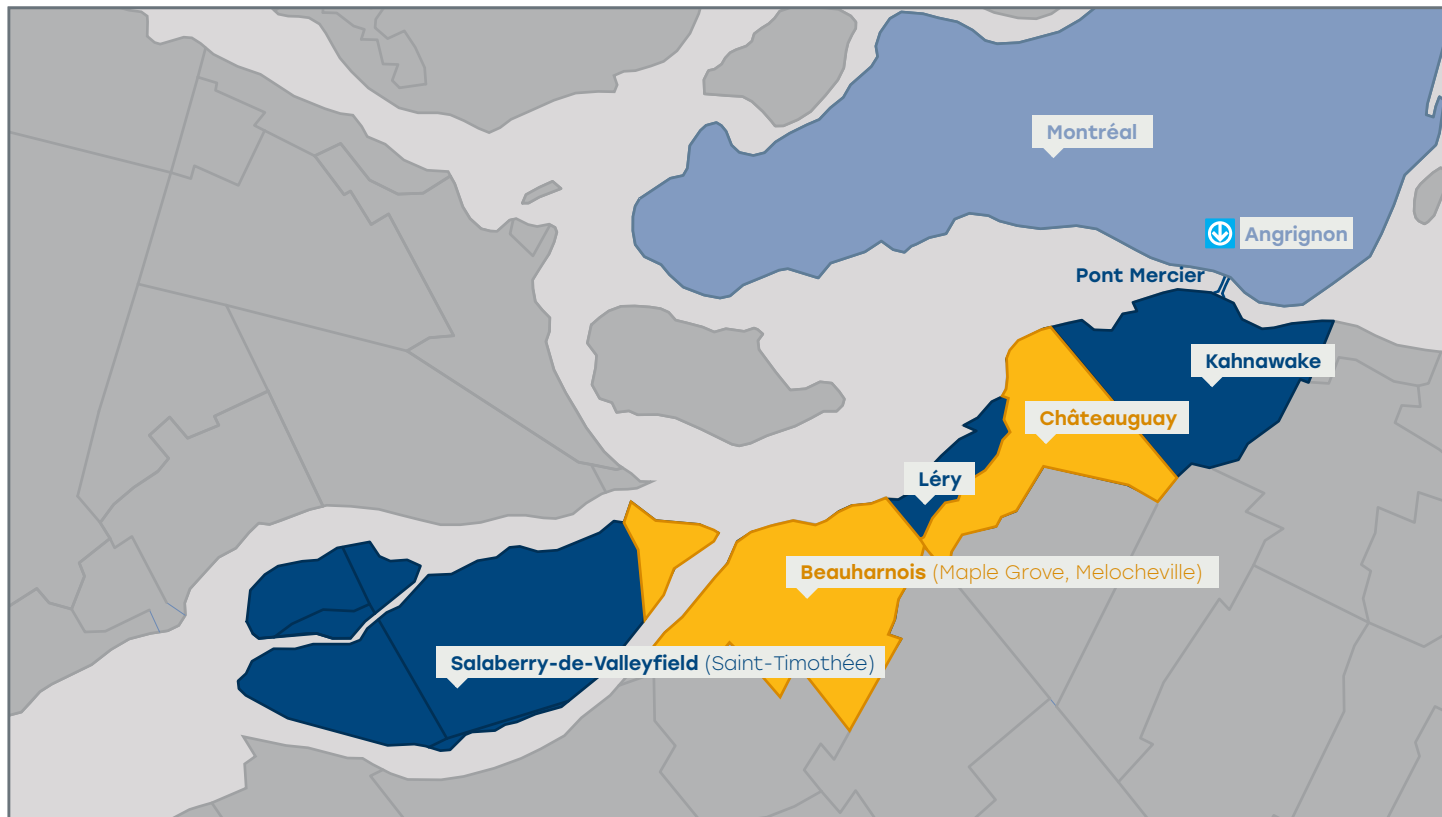 Montréal
Angrignon
Pont Mercier
Kahnawake
Châteauguay
Léry
Beauharnois (Maple Grove, Melocheville)
Salaberry-de-Valleyfield (Saint-Timothée)